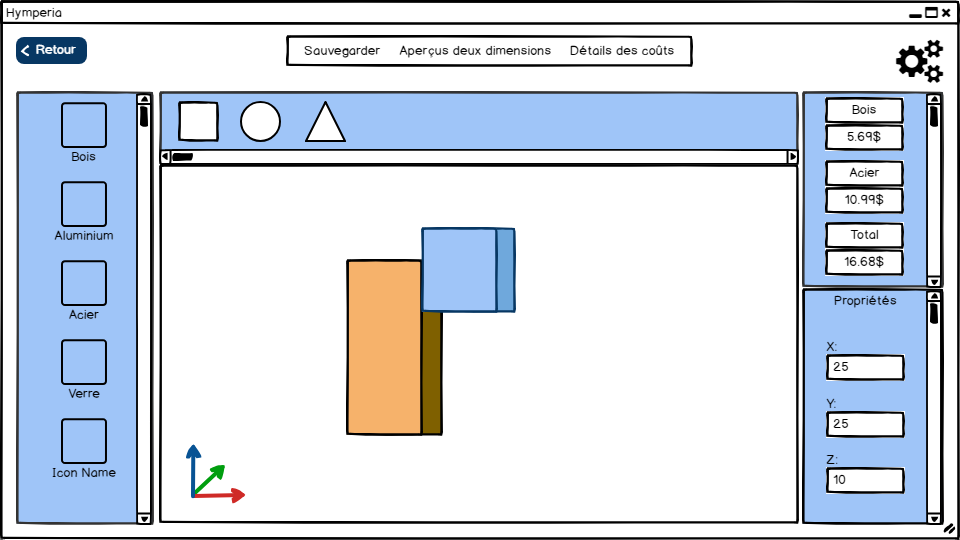 Hymperia
Retour
Sauvegarder Aperçus deux dimensions Détails des coûts
Bois
Aluminium
Acier
Verre
Icon Name
Bois
5.69$
Acier
10.99$
Total
16.68$
Propriétés
X:
25
Y:
25
Z:
10